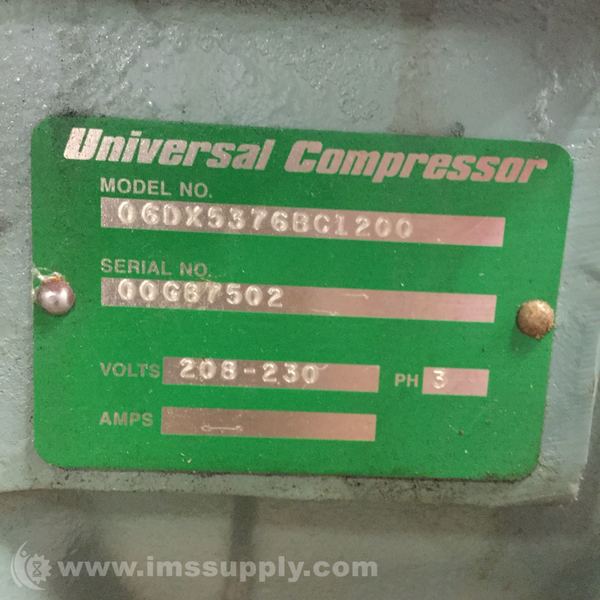 Universal Compressor
MODEL NO.
06DX5376BC1200
SERIAL NO.
00G87502
VOLTS 208-230 PH 3
AMPS
www.imssupply.com